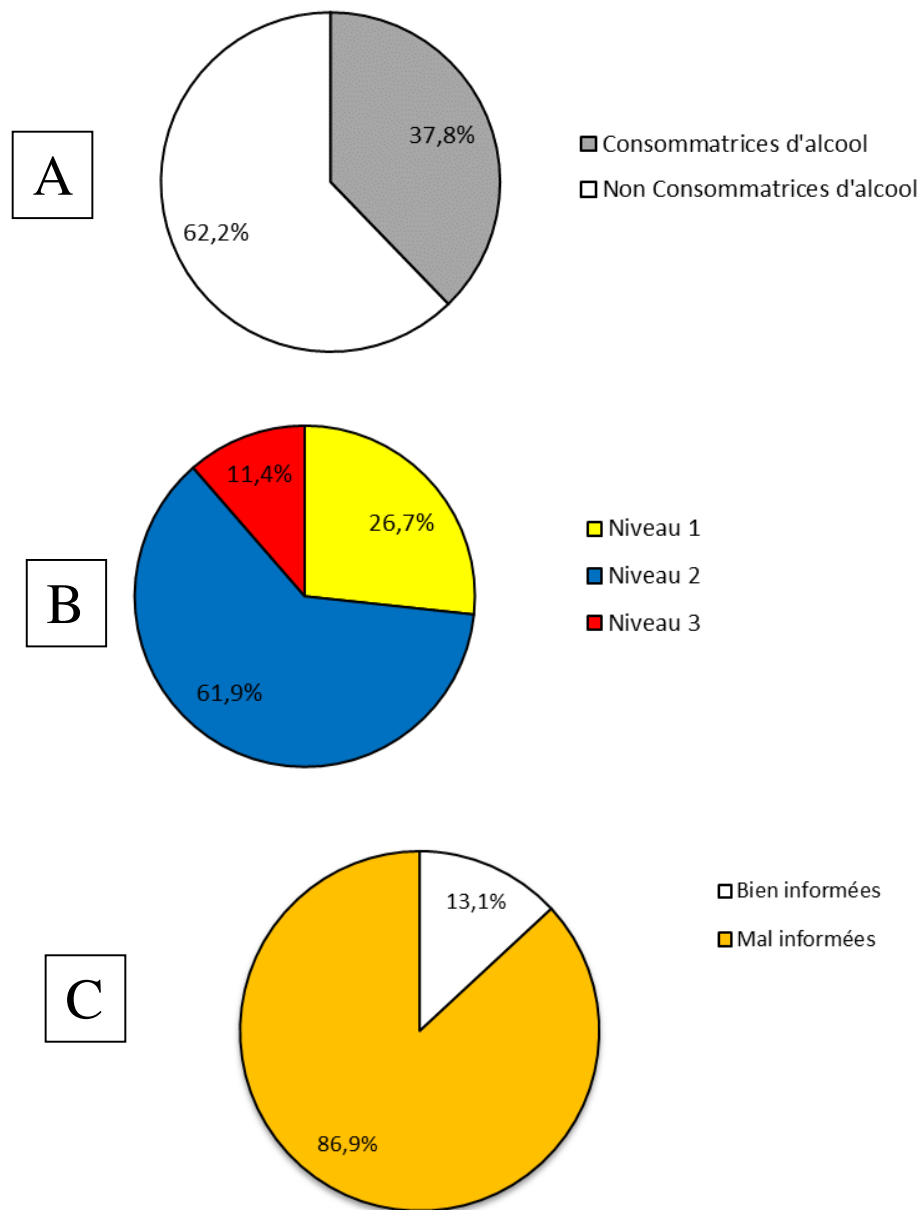 A
37,8%
62,2%
Consommatrices d'alcool
Non Consommatrices d'alcool
B
11,4%
26,7%
61,9%
Niveau 1
Niveau 2
Niveau 3
C
13,1%
86,9%
Bien informées
Mal informées